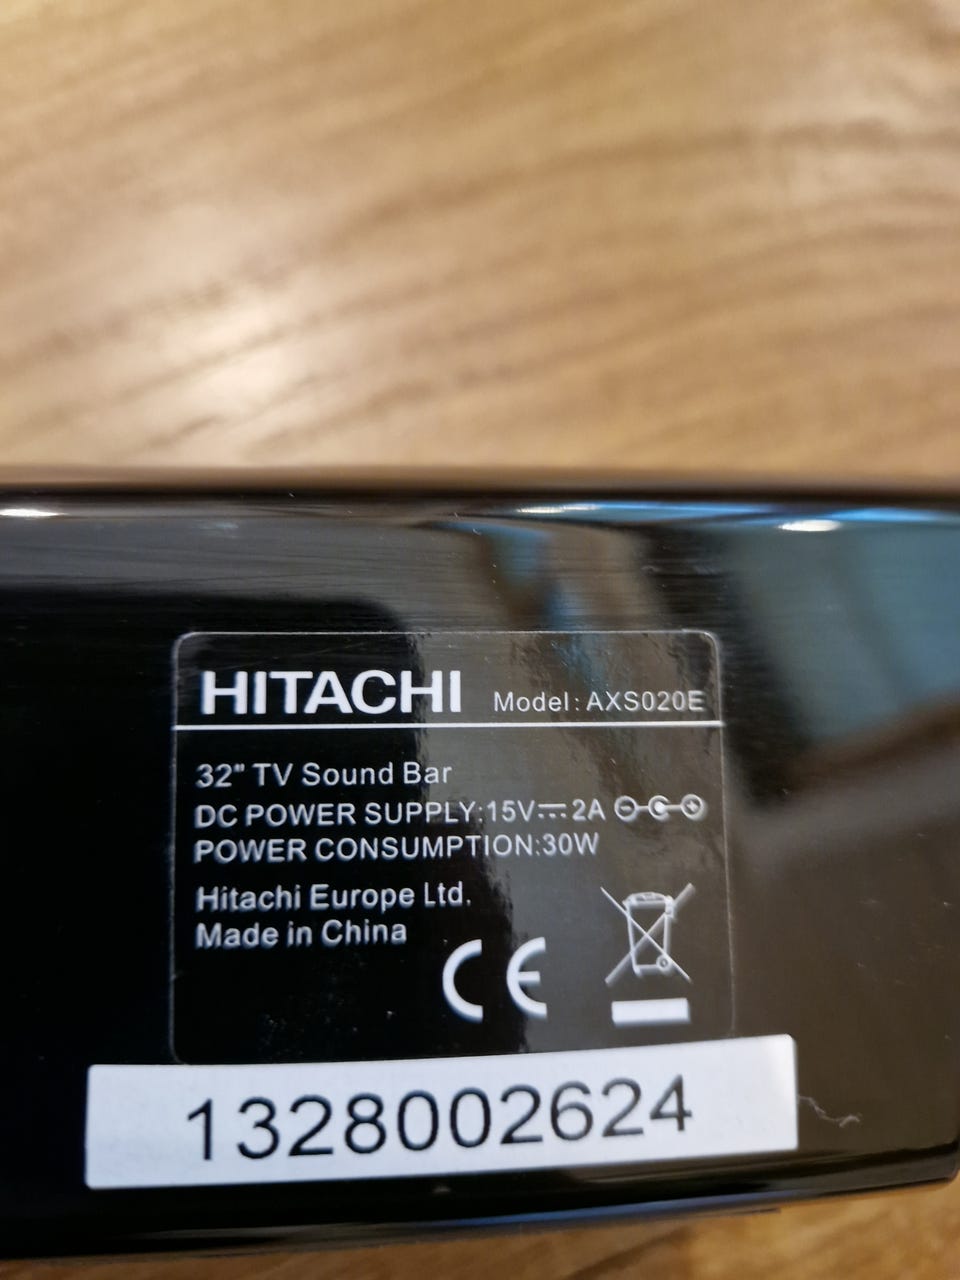 HITACHI Model: AXS020E
32" TV Sound Bar
DC POWER SUPPLY:15V⎓2A
POWER CONSUMPTION:30W
Hitachi Europe Ltd.
Made in China
CE
1328002624